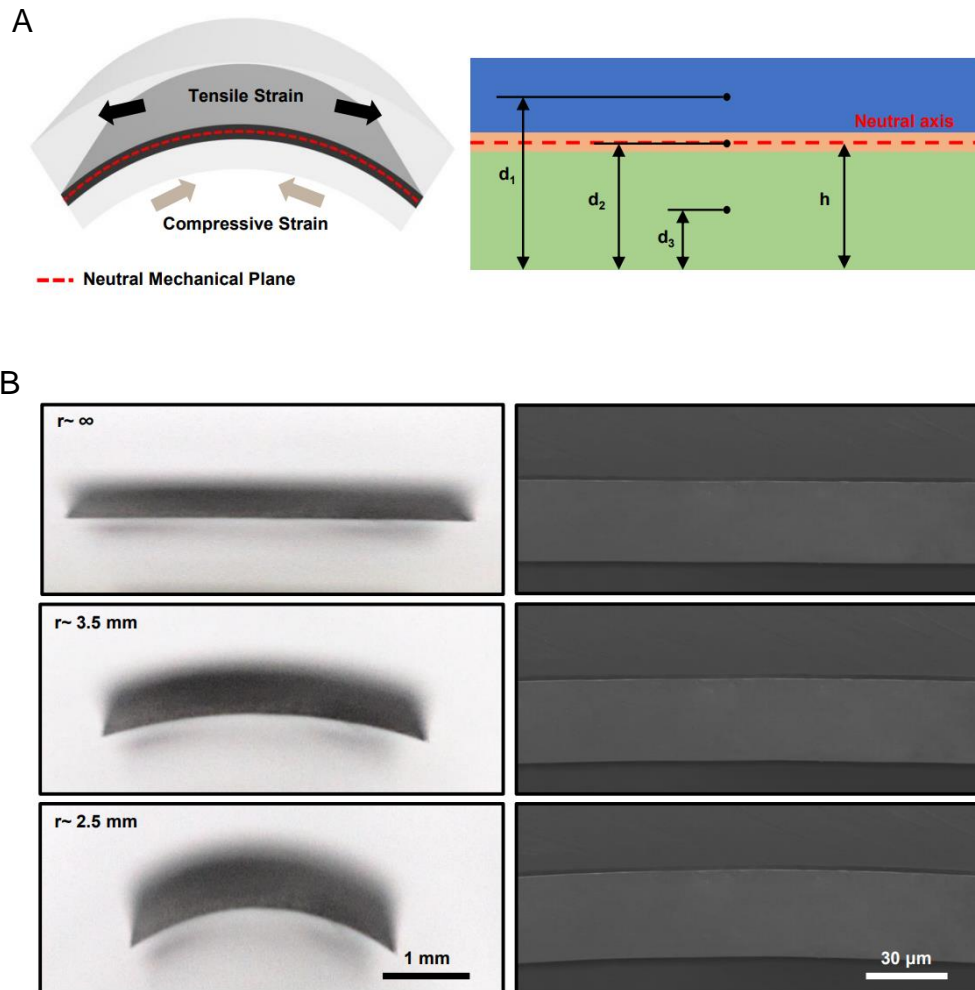 A
Tensile Strain
Compressive Strain
Neutral Mechanical Plane
Neutral axis
d₁
d₂
d₃
h
B
r~ ∞
r~ 3.5 mm
r~ 2.5 mm
1 mm
30 μm